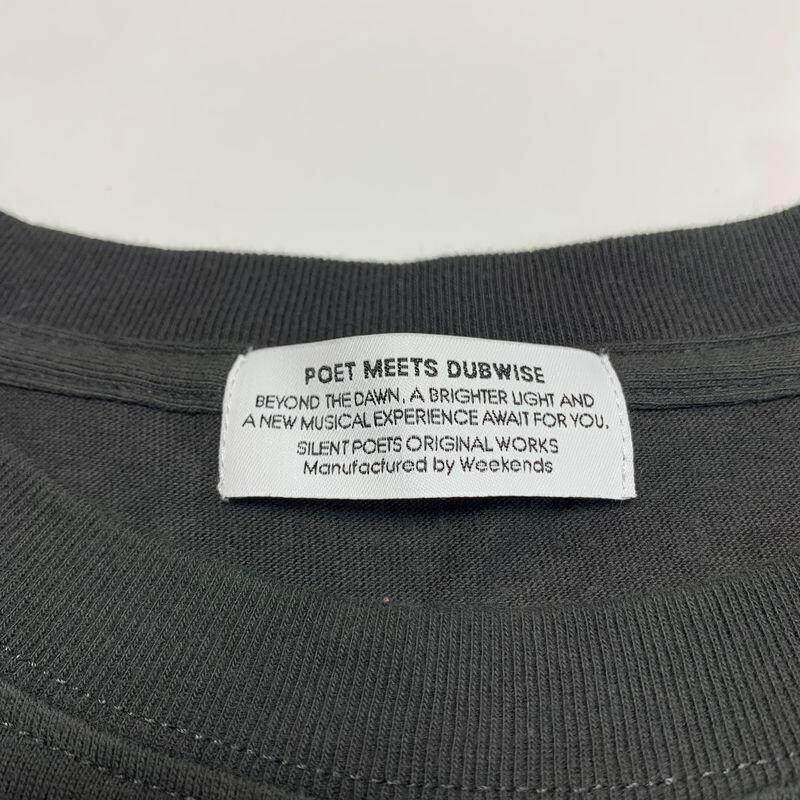 POET MEETS DUBWISE
BEYOND THE DAWN, A BRIGHTER LIGHT AND
A NEW MUSICAL EXPERIENCE AWAIT FOR YOU.
SILENT POETS ORIGINAL WORKS
Manufactured by Weekends